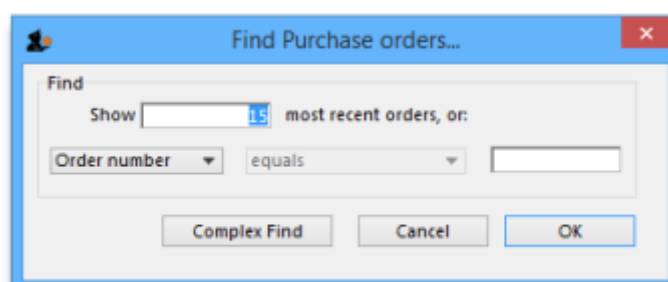 Find Purchase orders...
Find
Show 15 most recent orders, or:
Order number equals
Complex Find Cancel OK